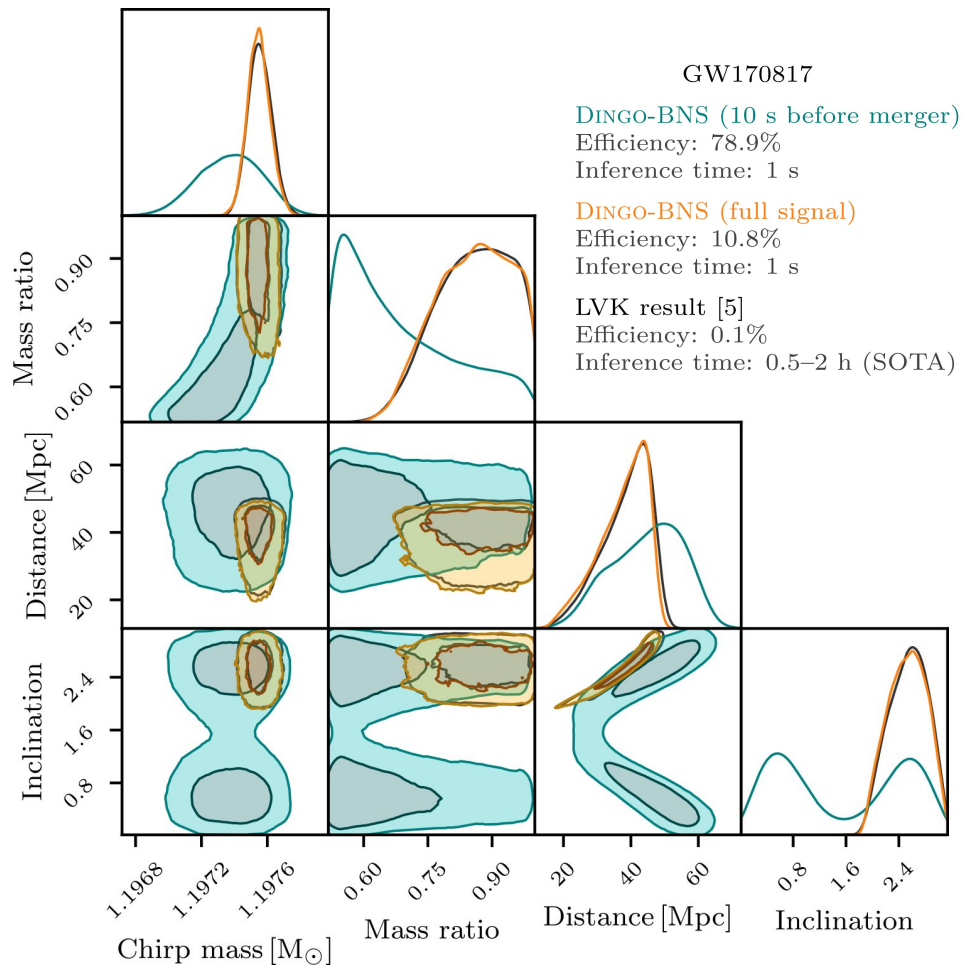 GW170817
DINGO-BNS (10 s before merger)
Efficiency: 78.9%
Inference time: 1 s
DINGO-BNS (full signal)
Efficiency: 10.8%
Inference time: 1 s
LVK result [5]
Efficiency: 0.1%
Inference time: 0.5–2 h (SOTA)
Mass ratio
0.90
0.75
0.60
Distance [Mpc]
60
40
20
Inclination
2.4
1.6
0.8
1.1968
1.1972
1.1976
Chirp mass [M☉]
0.60
0.75
0.90
Mass ratio
20
40
60
Distance [Mpc]
0.8
1.6
2.4
Inclination